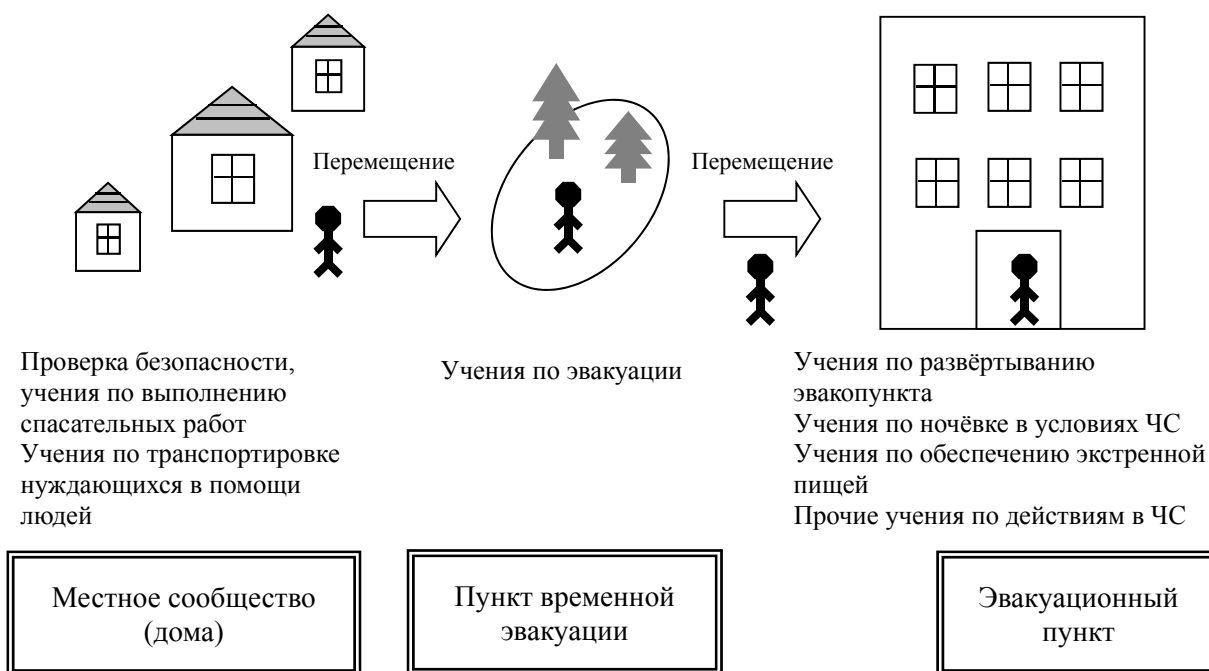 Перемещение
Перемещение
Проверка безопасности,
учения по выполнению
спасательных работ
Учения по транспортировке
нуждающихся в помощи
людей
Учения по эвакуации
Учения по развёртыванию
эвакопункта
Учения по ночёвке в условиях ЧС
Учения по обеспечению экстренной
пищей
Прочие учения по действиям в ЧС
Местное сообщество
(дома)
Пункт временной
эвакуации
Эвакуационный
пункт